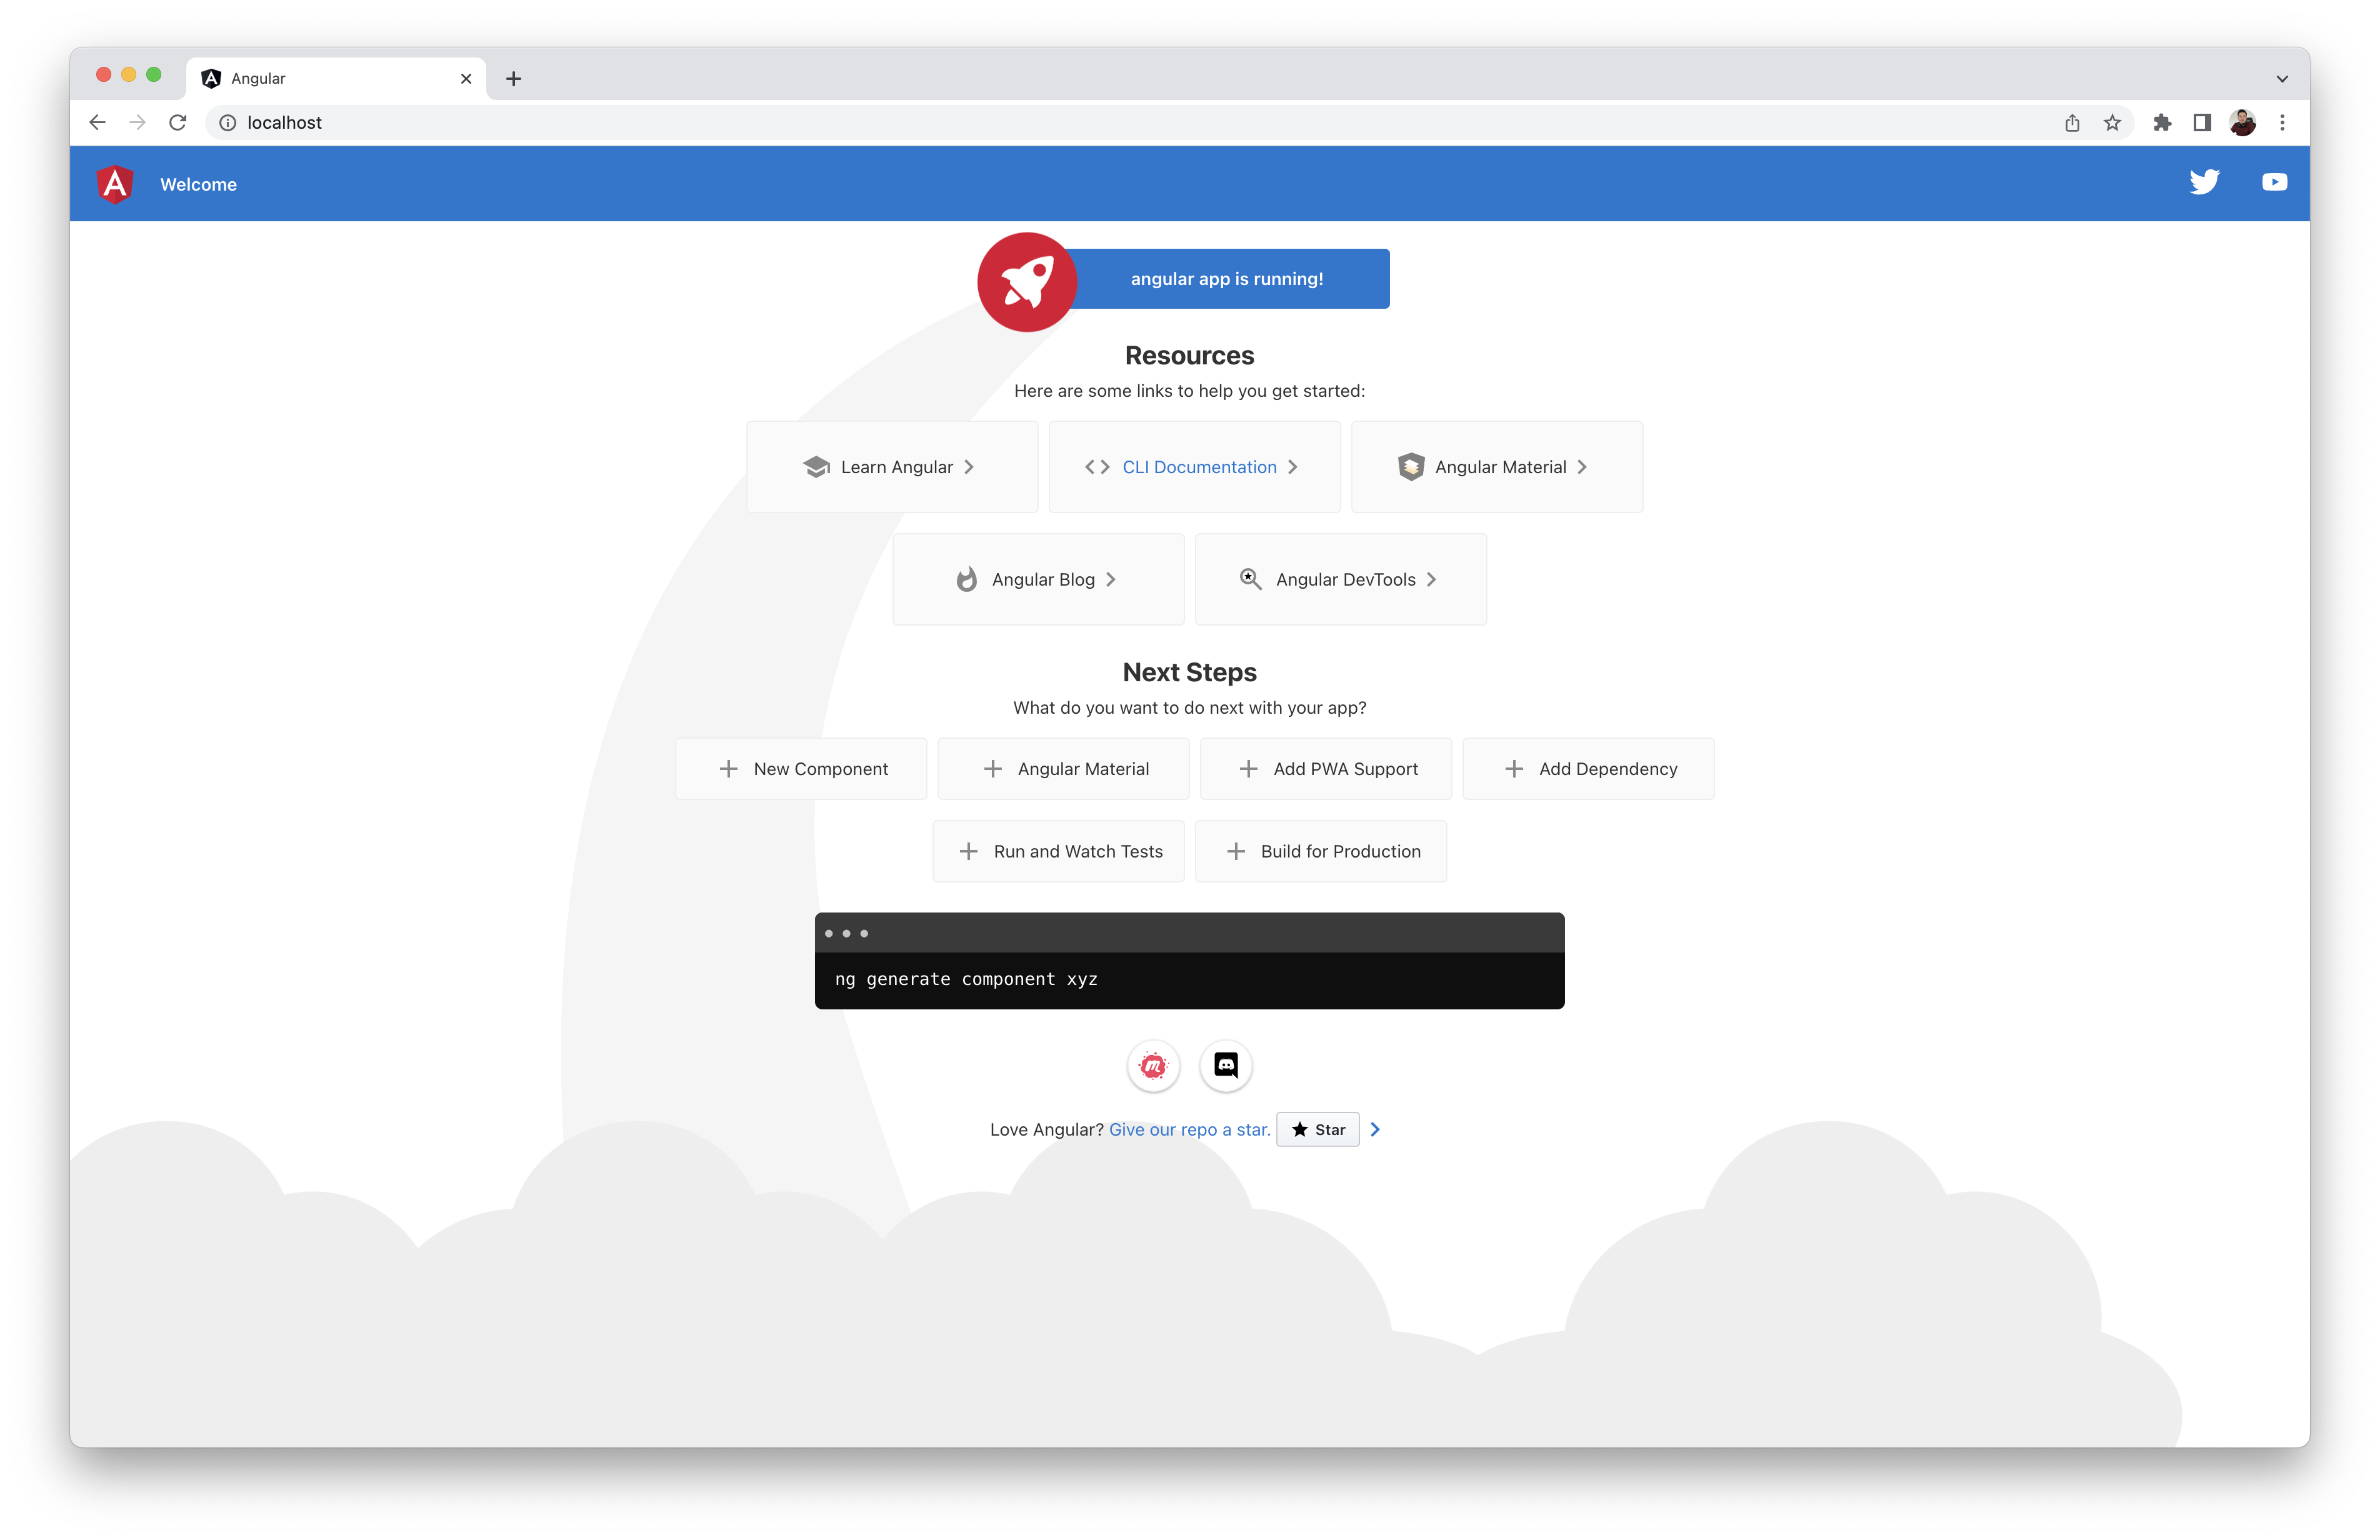 Angular
localhost
Welcome
angular app is running!
Resources
Here are some links to help you get started:
Learn Angular
CLI Documentation
Angular Material
Angular Blog
Angular DevTools
Next Steps
What do you want to do next with your app?
New Component
Angular Material
Add PWA Support
Add Dependency
Run and Watch Tests
Build for Production
ng generate component xyz
Love Angular? Give our repo a star. Star